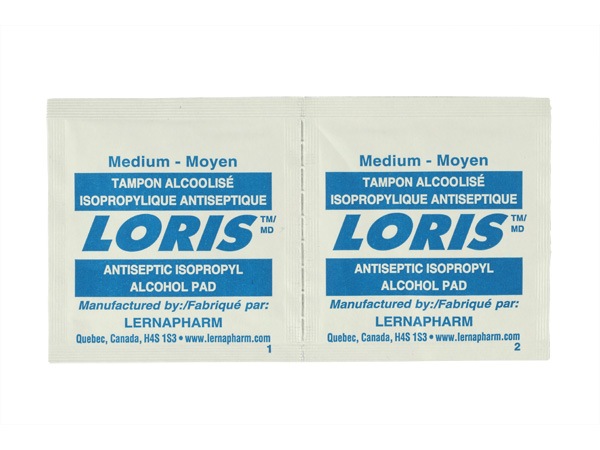 Medium - Moyen
TAMPON ALCOOLISÉ
ISOPROPYLIQUE ANTISEPTIQUE
LORIS TM/MD
ANTISEPTIC ISOPROPYL
ALCOHOL PAD
Manufactured by:/Fabriqué par:
LERNAPHARM
Quebec, Canada, H4S 1S3 • www.lernapharm.com
1
Medium - Moyen
TAMPON ALCOOLISÉ
ISOPROPYLIQUE ANTISEPTIQUE
LORIS TM/MD
ANTISEPTIC ISOPROPYL
ALCOHOL PAD
Manufactured by:/Fabriqué par:
LERNAPHARM
Quebec, Canada, H4S 1S3 • www.lernapharm.com
2